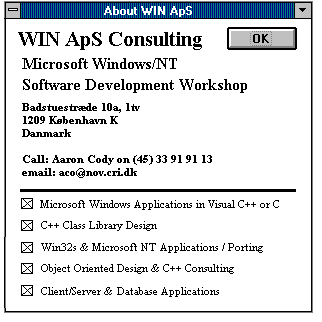 About WIN ApS
WIN ApS Consulting
OK
Microsoft Windows/NT
Software Development Workshop
Badstuestræde 10a, 1tv
1209 København K
Danmark
Call: Aaron Cody on (45) 33 91 91 13
email: aco@nov.cri.dk
Microsoft Windows Applications in Visual C++ or C
C++ Class Library Design
Win32s & Microsoft NT Applications / Porting
Object Oriented Design & C++ Consulting
Client/Server & Database Applications